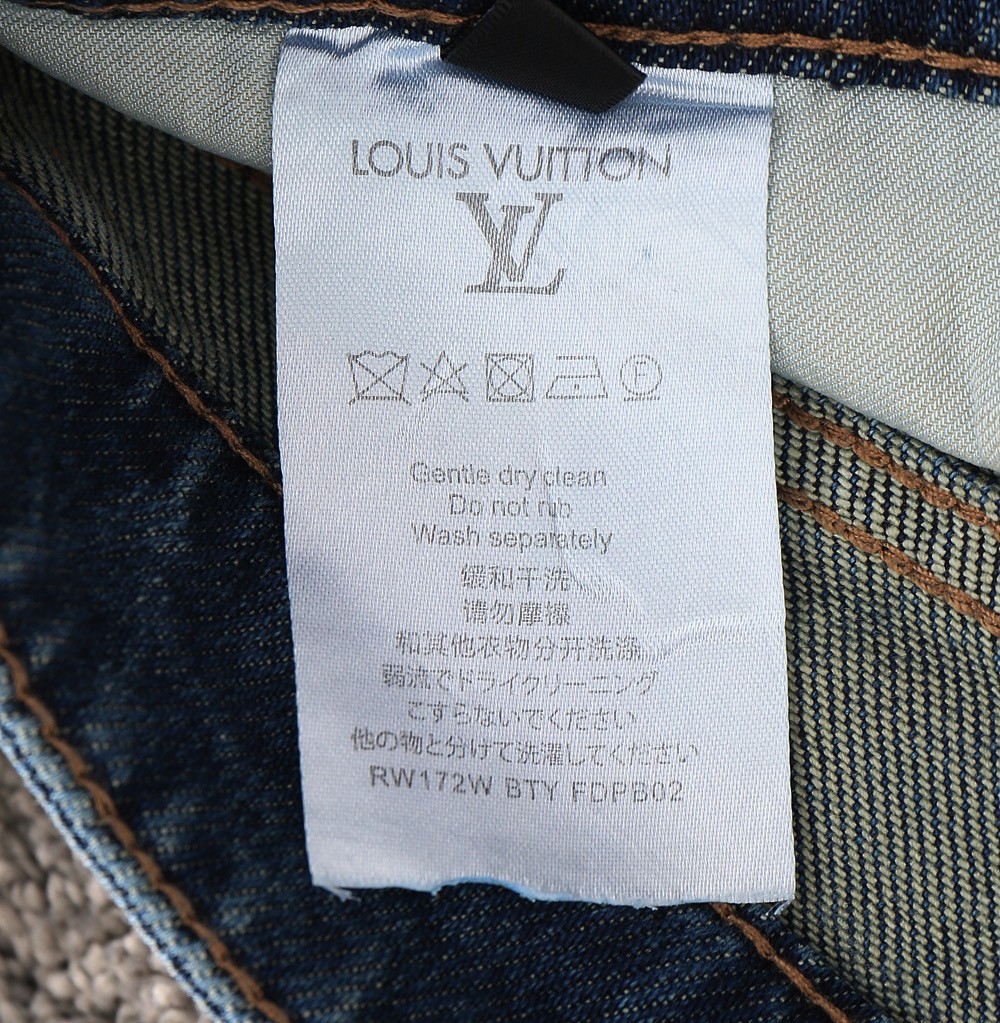 LOUIS VUITTON
LV
F
Gentle dry clean
Do not rub
Wash separately
缓和干洗
请勿摩擦
和其他衣物分开洗涤
弱流でドライクリーニング
こすらないでください
他の物と分けて洗濯してください
RW172W BTY FDPB02